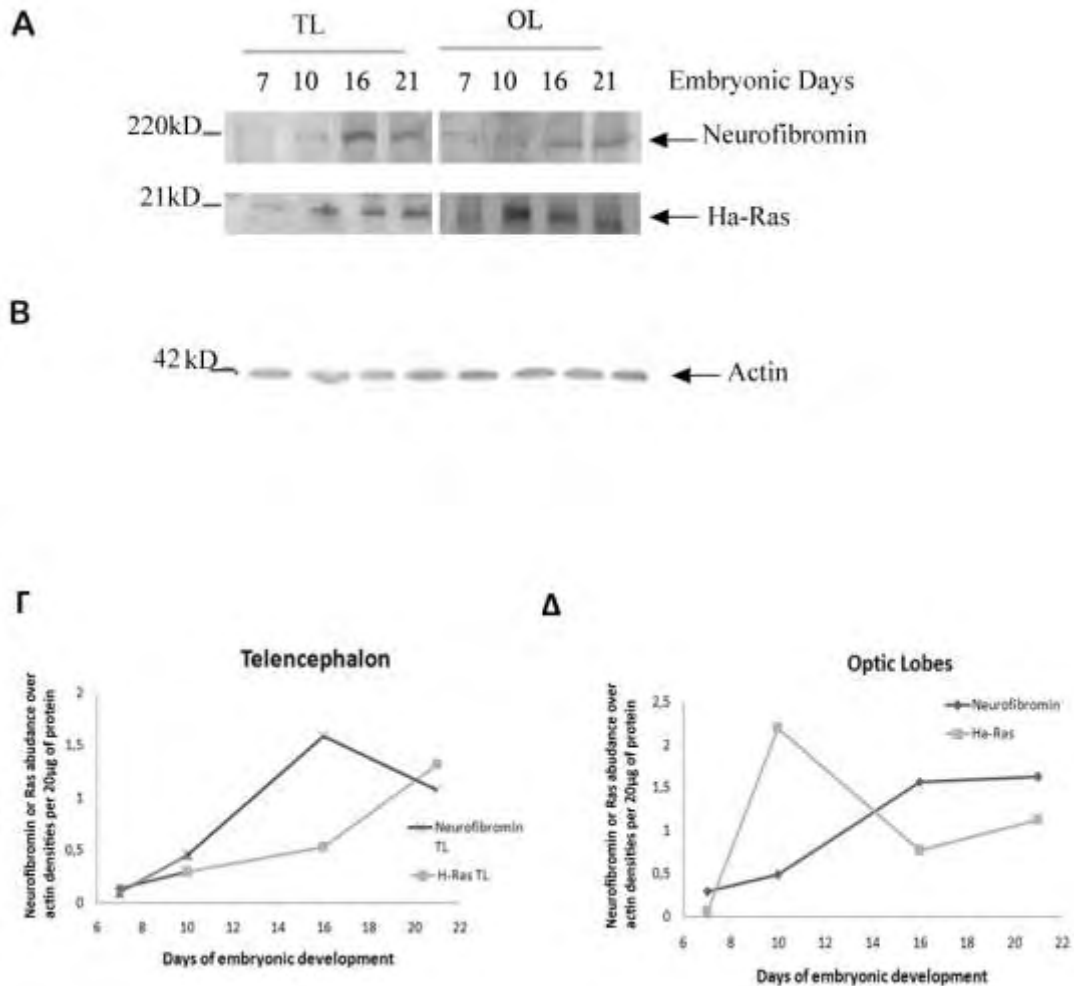 A
TL OL
7 10 16 21 7 10 16 21 Embryonic Days
220kD Neurofibromin
21kD Ha-Ras
B
42 kD Actin
Γ
Telencephalon
Neurofibromin or Ras abudance over
actin densities per 20µg of protein
2
1,5
1
0,5
0
6 8 10 12 14 16 18 20 22
Days of embryonic development
Neurofibromin
TL
H-Ras TL
Δ
Optic Lobes
Neurofibromin or Ras abudance over
actin densities per 20µg of protein
2,5
2
1,5
1
0,5
0
6 8 10 12 14 16 18 20 22
Days of embryonic development
Neurofibromin
Ha-Ras